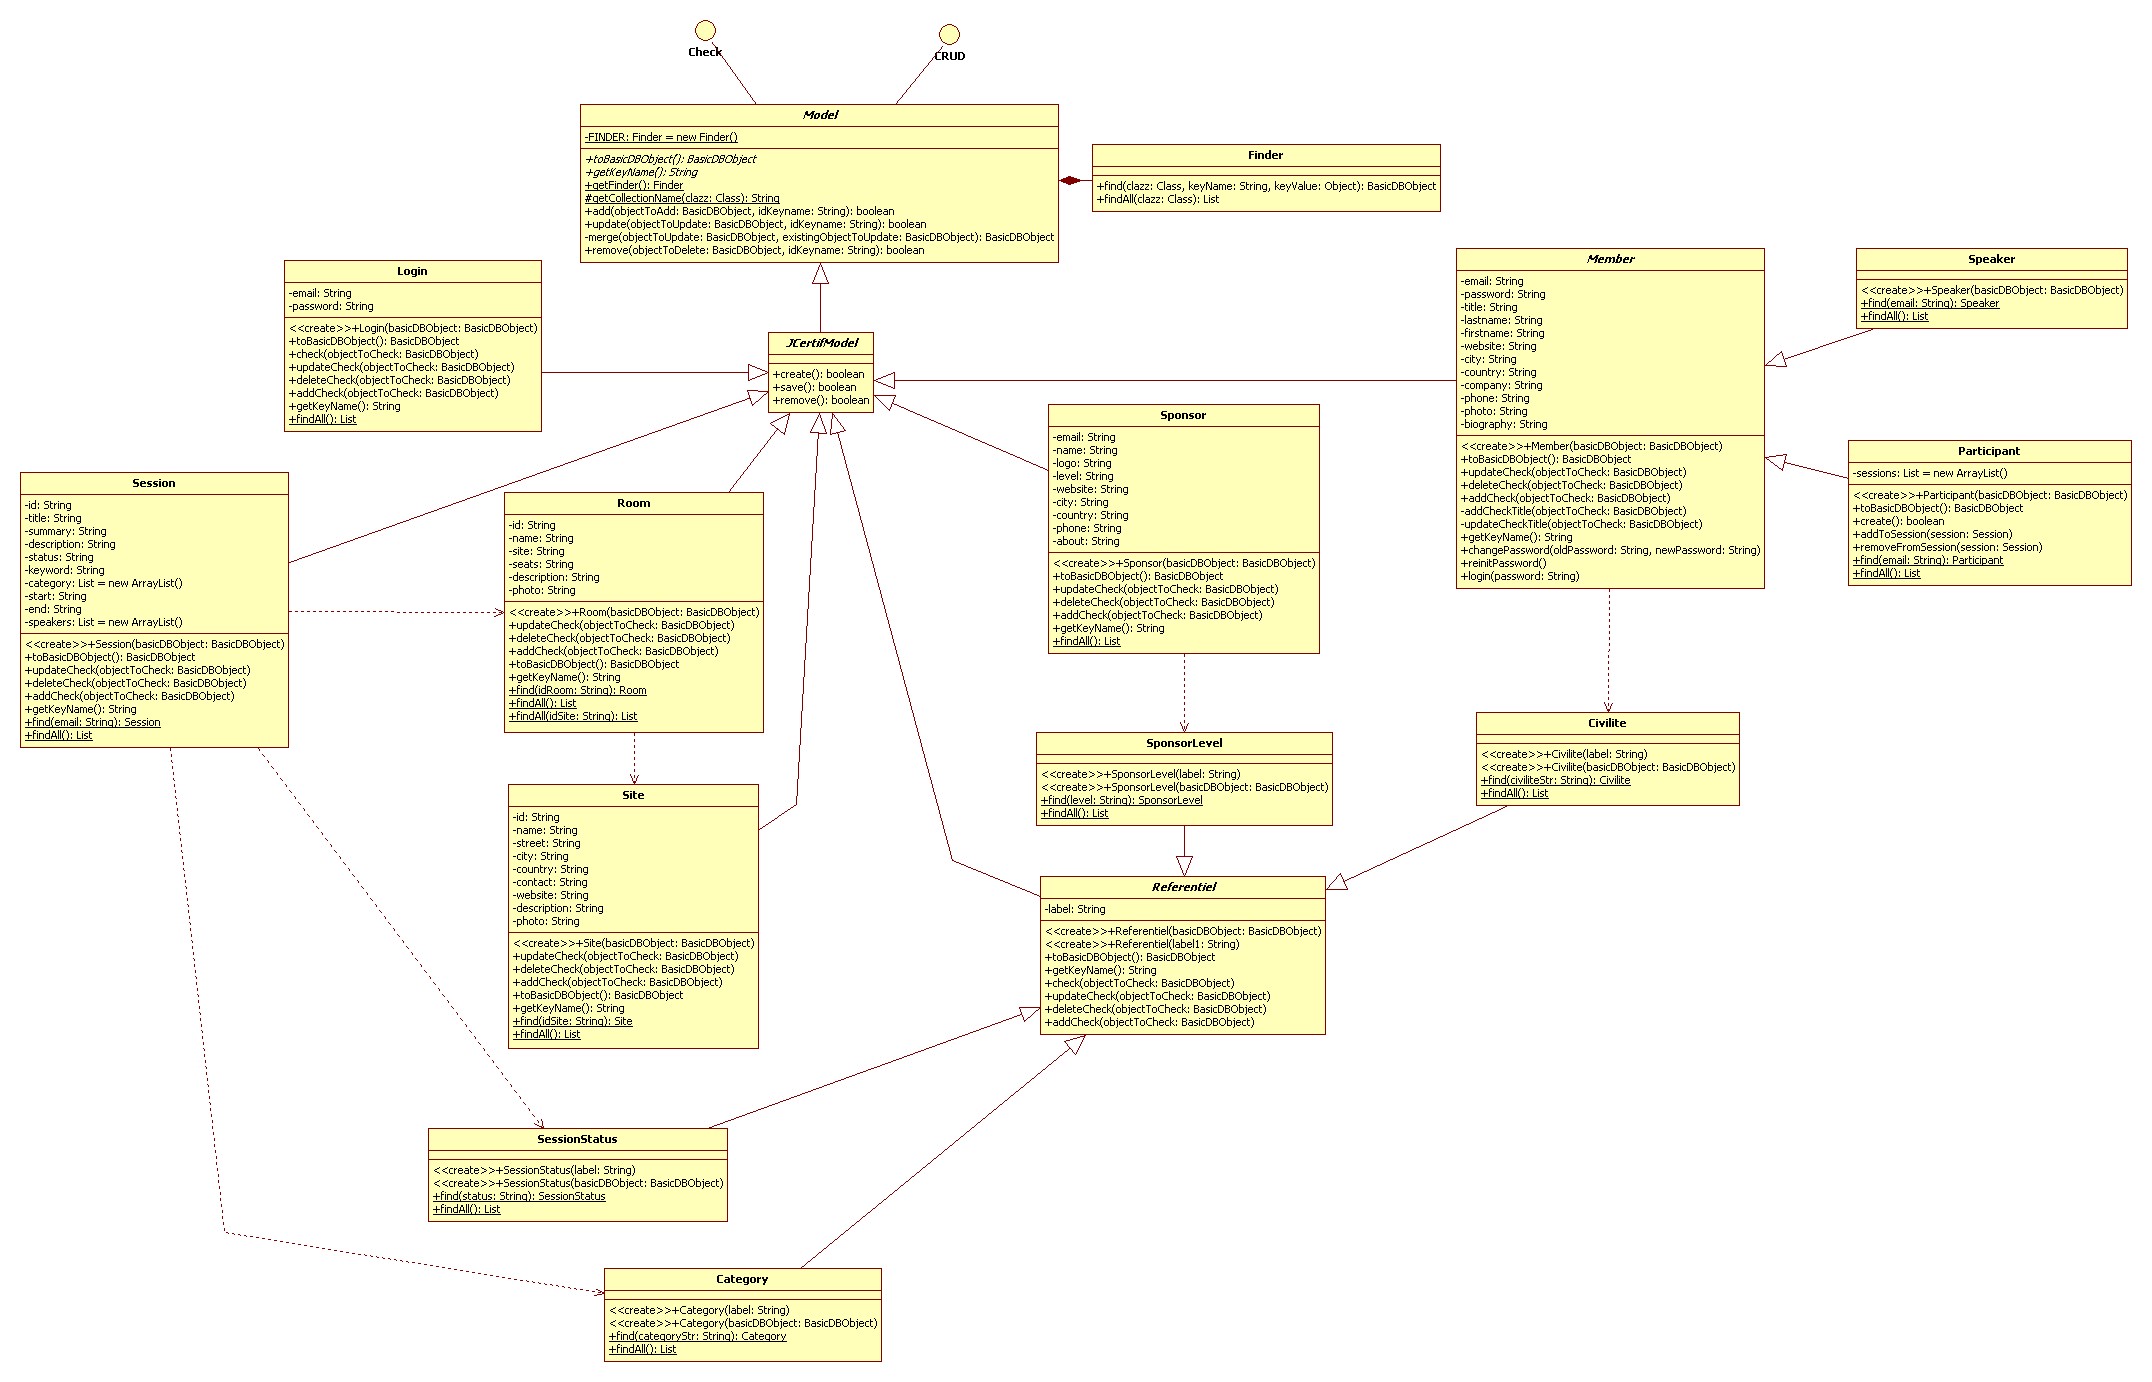 Check
CRUD
Model
-FINDER: Finder = new Finder()
+toBasicDBObject(): BasicDBObject
+getKeyName(): String
+getFinder(): Finder
#getCollectionName(clazz: Class): String
+add(objectToAdd: BasicDBObject, idKeyname: String): boolean
+update(objectToUpdate: BasicDBObject, idKeyname: String): boolean
-merge(objectToUpdate: BasicDBObject, existingObjectToUpdate: BasicDBObject): BasicDBObject
+remove(objectToDelete: BasicDBObject, idKeyname: String): boolean
Finder
+find(clazz: Class, keyName: String, keyValue: Object): BasicDBObject
+findAll(clazz: Class): List
Login
-email: String
-password: String
<<create>>+Login(basicDBObject: BasicDBObject)
+toBasicDBObject(): BasicDBObject
+check(objectToCheck: BasicDBObject)
+updateCheck(objectToCheck: BasicDBObject)
+deleteCheck(objectToCheck: BasicDBObject)
+addCheck(objectToCheck: BasicDBObject)
+getKeyName(): String
+findAll(): List
JCertifModel
+create(): boolean
+save(): boolean
+remove(): boolean
Member
-email: String
-password: String
-title: String
-lastname: String
-firstname: String
-website: String
-city: String
-country: String
-company: String
-phone: String
-photo: String
-biography: String
<<create>>+Member(basicDBObject: BasicDBObject)
+toBasicDBObject(): BasicDBObject
+updateCheck(objectToCheck: BasicDBObject)
+deleteCheck(objectToCheck: BasicDBObject)
+addCheck(objectToCheck: BasicDBObject)
-addCheckTitle(objectToCheck: BasicDBObject)
-updateCheckTitle(objectToCheck: BasicDBObject)
+getKeyName(): String
+changePassword(oldPassword: String, newPassword: String)
+reinitPassword()
+login(password: String)
Speaker
<<create>>+Speaker(basicDBObject: BasicDBObject)
+find(email: String): Speaker
+findAll(): List
Participant
-sessions: List = new ArrayList()
<<create>>+Participant(basicDBObject: BasicDBObject)
+toBasicDBObject(): BasicDBObject
+create(): boolean
+addToSession(session: Session)
+removeFromSession(session: Session)
+find(email: String): Participant
+findAll(): List
Sponsor
-email: String
-name: String
-logo: String
-level: String
-website: String
-city: String
-country: String
-phone: String
-about: String
<<create>>+Sponsor(basicDBObject: BasicDBObject)
+toBasicDBObject(): BasicDBObject
+updateCheck(objectToCheck: BasicDBObject)
+deleteCheck(objectToCheck: BasicDBObject)
+addCheck(objectToCheck: BasicDBObject)
+getKeyName(): String
+findAll(): List
Session
-id: String
-title: String
-summary: String
-description: String
-status: String
-keyword: String
-category: List = new ArrayList()
-start: String
-end: String
-speakers: List = new ArrayList()
<<create>>+Session(basicDBObject: BasicDBObject)
+toBasicDBObject(): BasicDBObject
+updateCheck(objectToCheck: BasicDBObject)
+deleteCheck(objectToCheck: BasicDBObject)
+addCheck(objectToCheck: BasicDBObject)
+getKeyName(): String
+find(email: String): Session
+findAll(): List
Room
-id: String
-name: String
-site: String
-seats: String
-description: String
-photo: String
<<create>>+Room(basicDBObject: BasicDBObject)
+updateCheck(objectToCheck: BasicDBObject)
+deleteCheck(objectToCheck: BasicDBObject)
+addCheck(objectToCheck: BasicDBObject)
+toBasicDBObject(): BasicDBObject
+getKeyName(): String
+find(idRoom: String): Room
+findAll(): List
+findAll(idSite: String): List
Site
-id: String
-name: String
-street: String
-city: String
-country: String
-contact: String
-website: String
-description: String
-photo: String
<<create>>+Site(basicDBObject: BasicDBObject)
+updateCheck(objectToCheck: BasicDBObject)
+deleteCheck(objectToCheck: BasicDBObject)
+addCheck(objectToCheck: BasicDBObject)
+toBasicDBObject(): BasicDBObject
+getKeyName(): String
+find(idSite: String): Site
+findAll(): List
SponsorLevel
<<create>>+SponsorLevel(label: String)
<<create>>+SponsorLevel(basicDBObject: BasicDBObject)
+find(level: String): SponsorLevel
+findAll(): List
Civilite
<<create>>+Civilite(label: String)
<<create>>+Civilite(basicDBObject: BasicDBObject)
+find(civiliteStr: String): Civilite
+findAll(): List
Referentiel
-label: String
<<create>>+Referentiel(basicDBObject: BasicDBObject)
<<create>>+Referentiel(label1: String)
+toBasicDBObject(): BasicDBObject
+getKeyName(): String
+check(objectToCheck: BasicDBObject)
+updateCheck(objectToCheck: BasicDBObject)
+deleteCheck(objectToCheck: BasicDBObject)
+addCheck(objectToCheck: BasicDBObject)
SessionStatus
<<create>>+SessionStatus(label: String)
<<create>>+SessionStatus(basicDBObject: BasicDBObject)
+find(status: String): SessionStatus
+findAll(): List
Category
<<create>>+Category(label: String)
<<create>>+Category(basicDBObject: BasicDBObject)
+find(categoryStr: String): Category
+findAll(): List